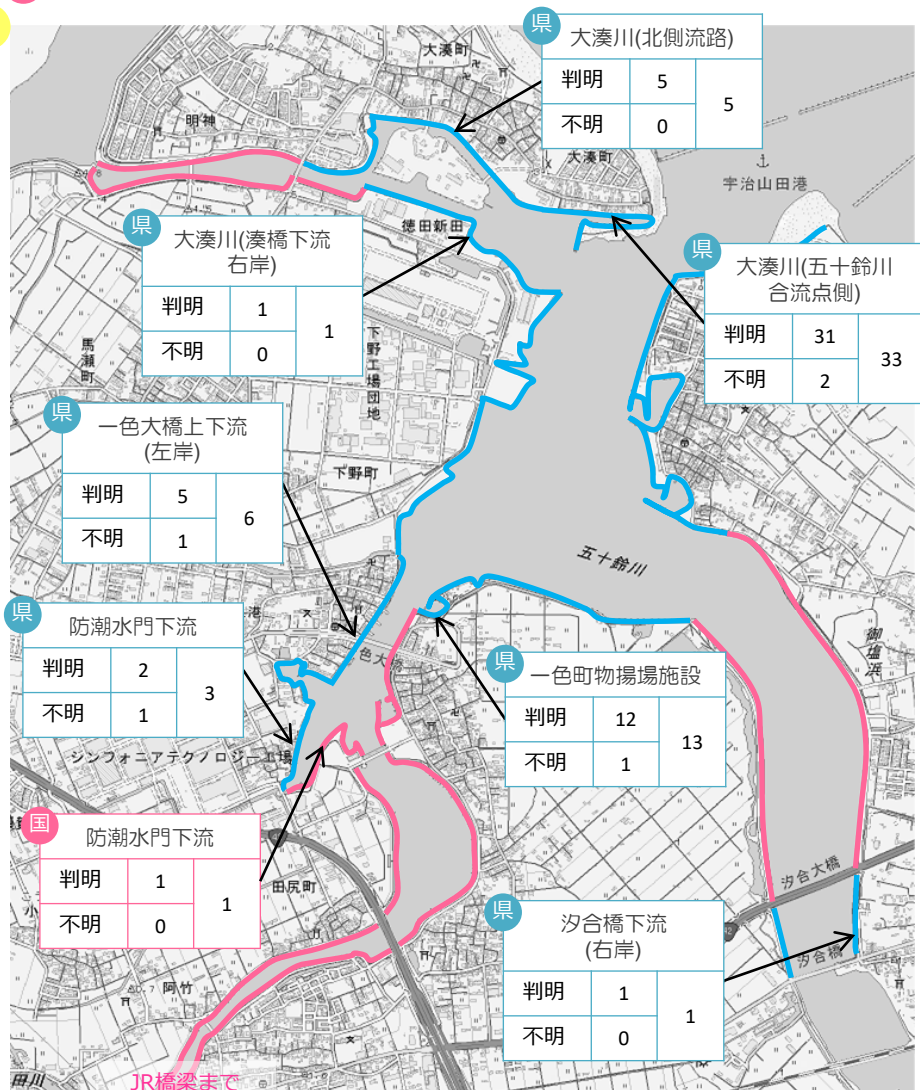 県
大湊川(北側流路)
判明 5
不明 0
5
大湊町
明神
大湊町
宇治山田港
県
大湊川(湊橋下流
右岸)
判明 1
不明 0
1
徳田新田
県
大湊川(五十鈴川
合流点側)
判明 31
不明 2
33
馬瀬町
下野工場団地
県
一色大橋上下流
(左岸)
判明 5
不明 1
6
下野町
五十鈴川
県
防潮水門下流
判明 2
不明 1
3
港
色大橋
御塩浜
県
一色町物揚場施設
判明 12
不明 1
13
シンフォニアテクノロジー工場
国
防潮水門下流
判明 1
不明 0
1
田尻町
小
汐合大橋
県
汐合橋下流
(右岸)
判明 1
不明 0
1
汐合橋
阿竹
JR橋梁まで
田川